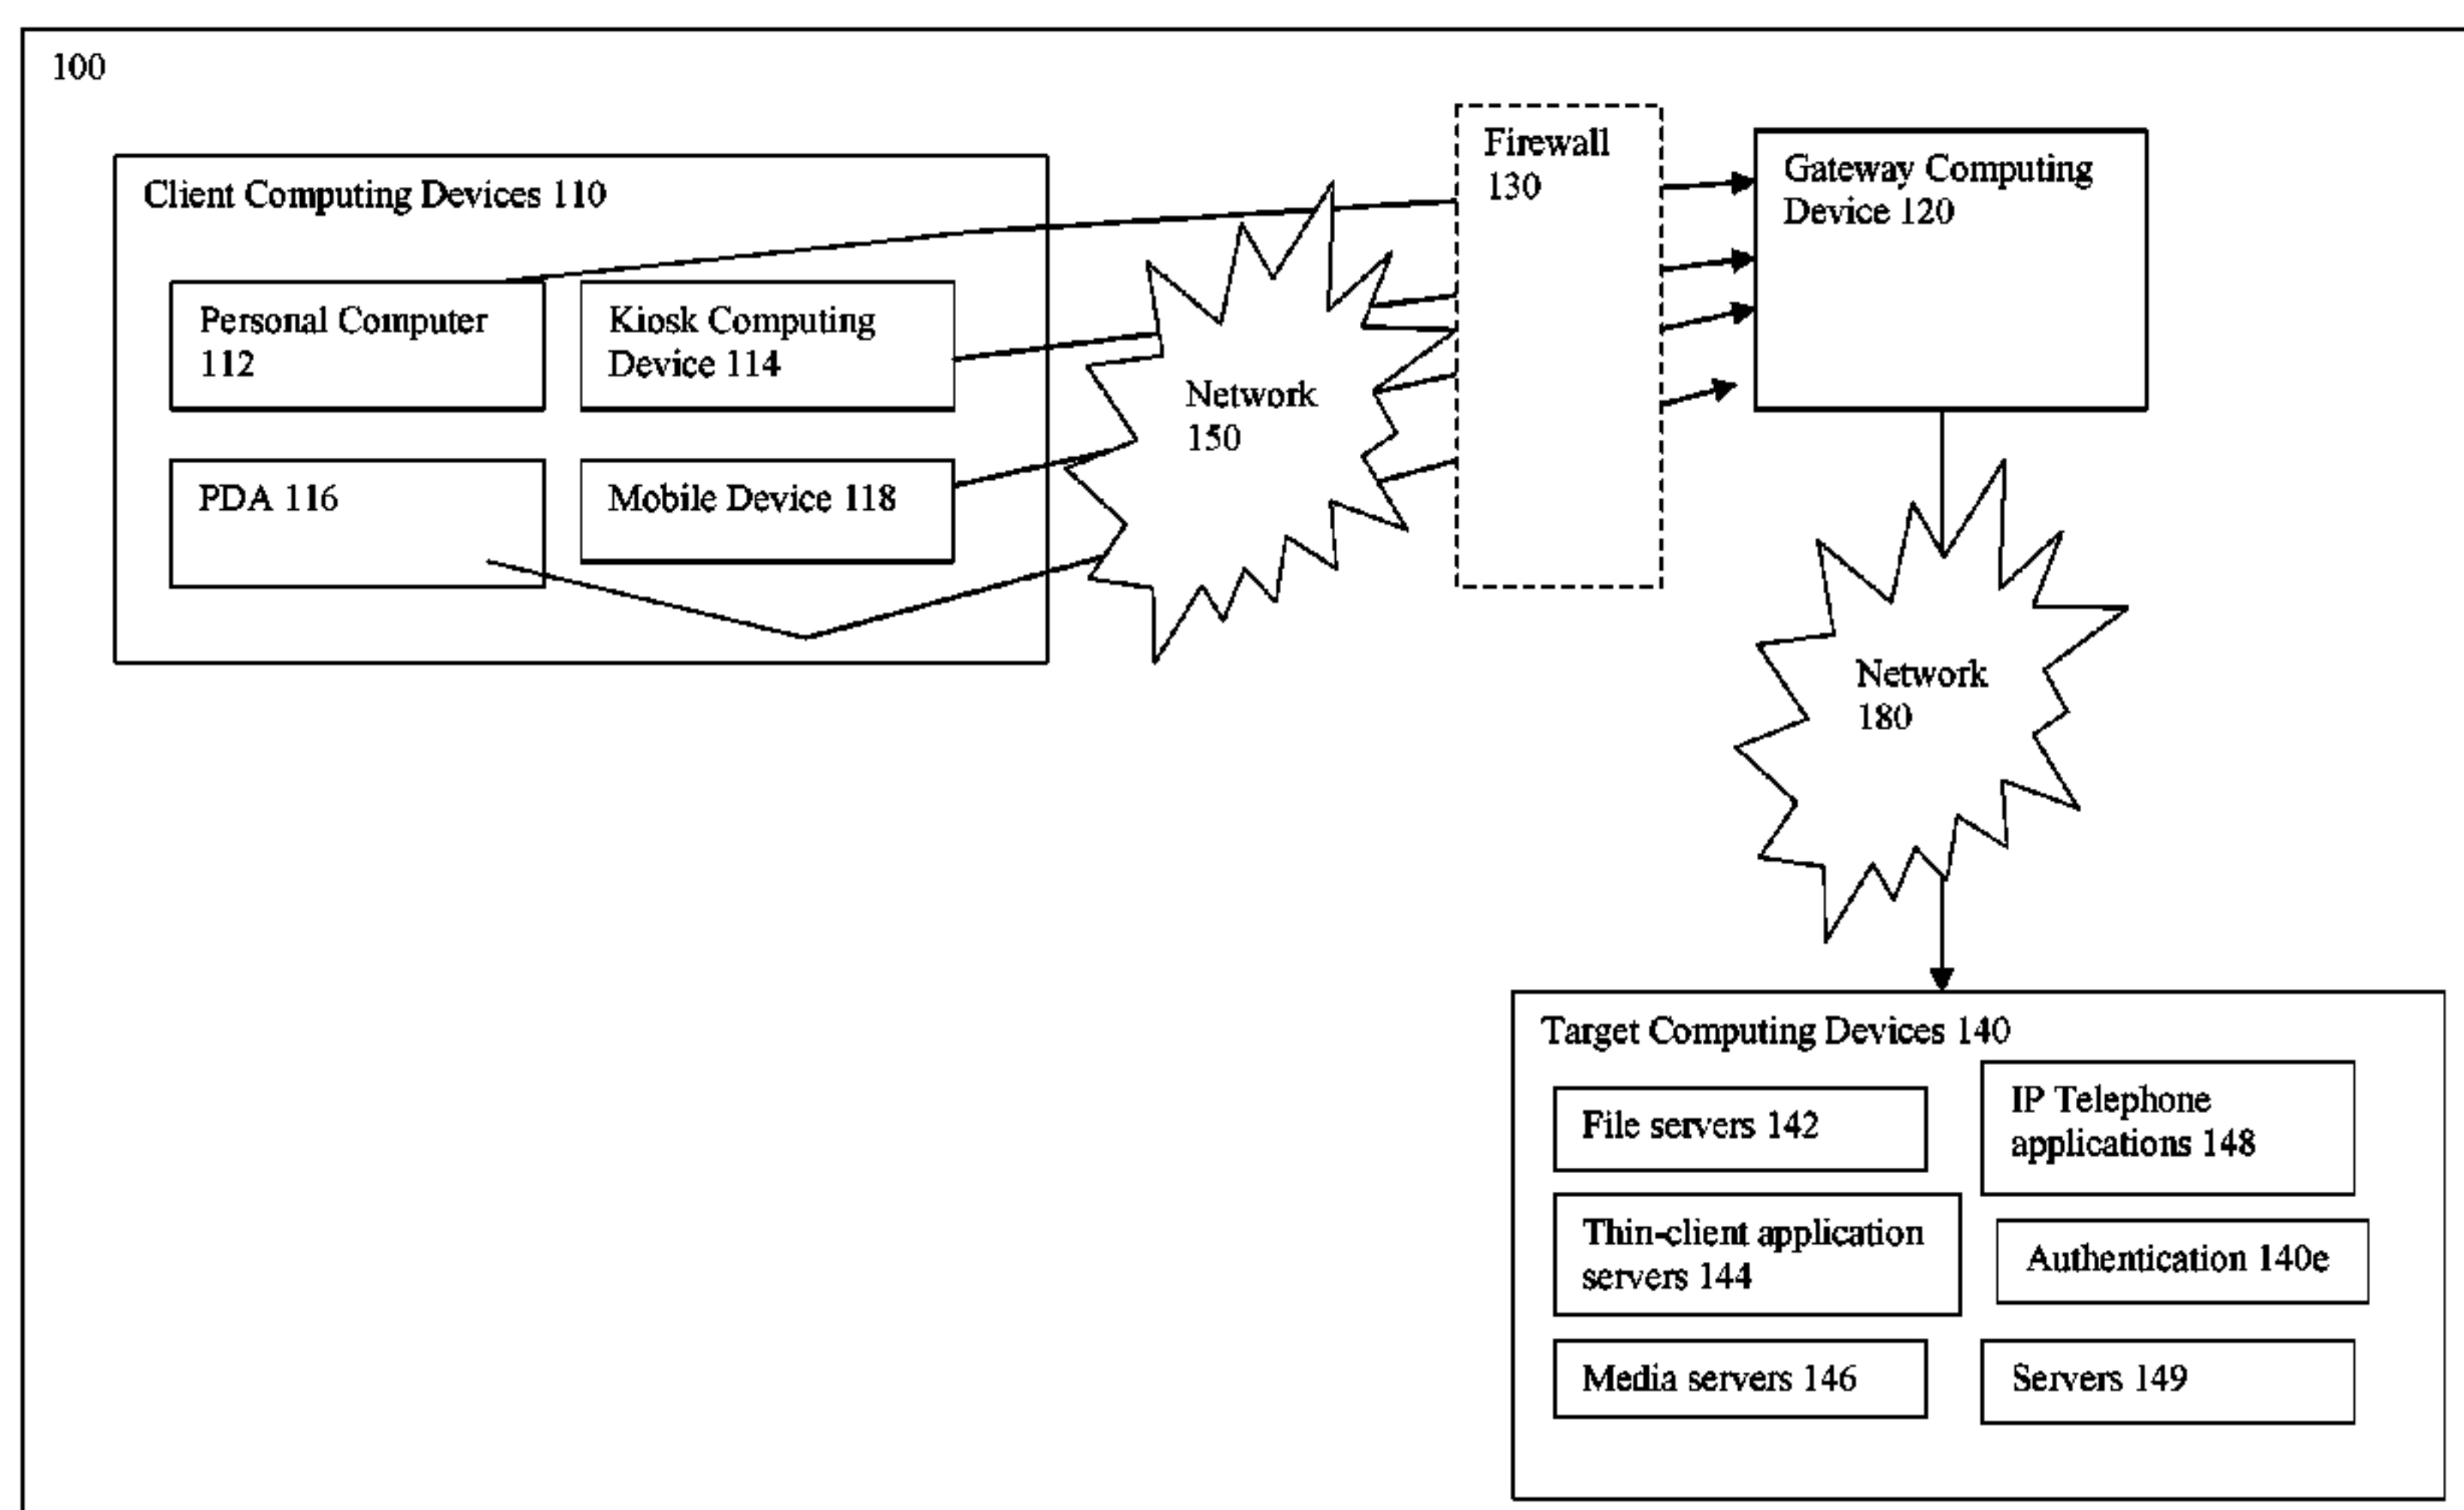 100
Client Computing Devices 110
Personal Computer
112
Kiosk Computing
Device 114
PDA 116
Mobile Device 118
Network
150
Firewall
130
Gateway Computing
Device 120
Network
180
Target Computing Devices 140
File servers 142
IP Telephone
applications 148
Thin-client application
servers 144
Authentication 140e
Media servers 146
Servers 149